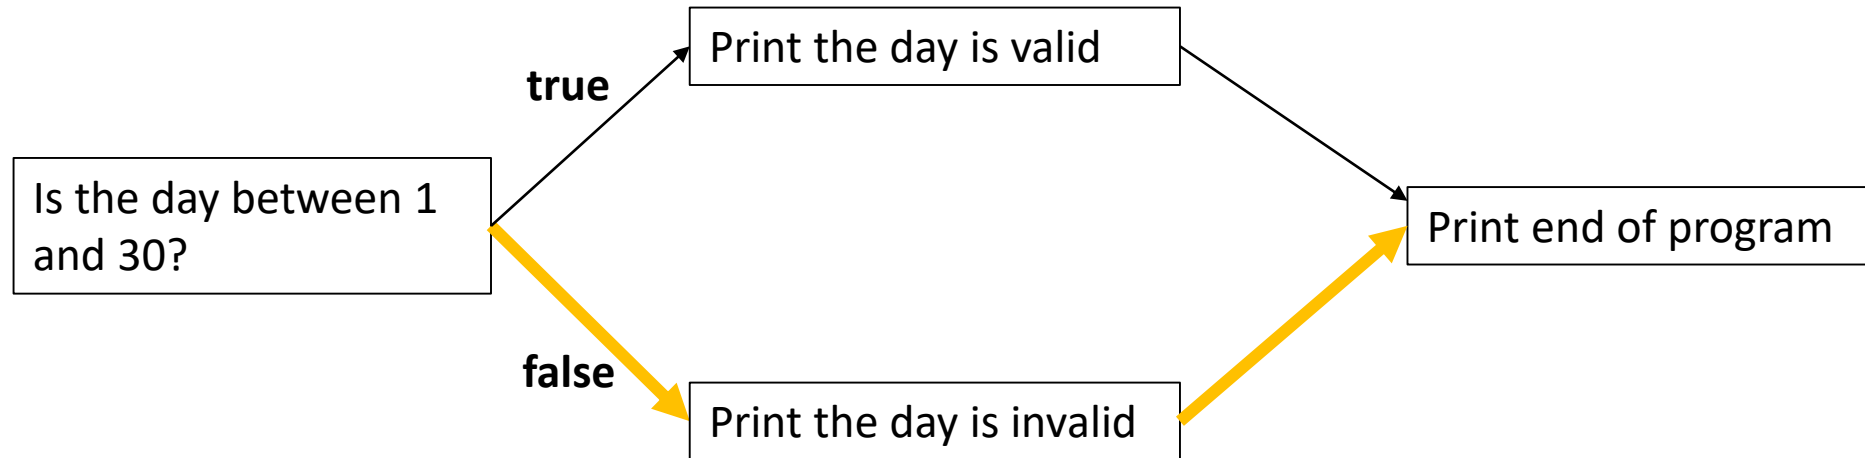 Print the day is valid
true
Is the day between 1
and 30?
Print end of program
false
Print the day is invalid